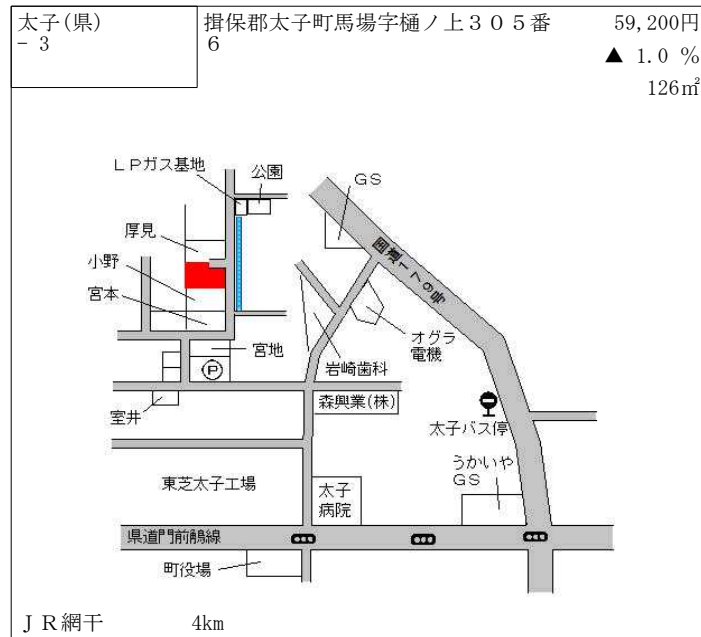 太子(県)
- 3
揖保郡太子町馬場字樋ノ上３０５番
６
59,200円
▲ 1.0 %
126㎡
ＬＰガス基地
公園
ＧＳ
厚見
国道１７９号
小野
宮本
オグラ
電機
宮地
Ｐ
岩崎歯科
森興業(株)
室井
太子バス停
うかいや
ＧＳ
東芝太子工場
太子
病院
県道門前鵤線
町役場
ＪＲ網干
4km